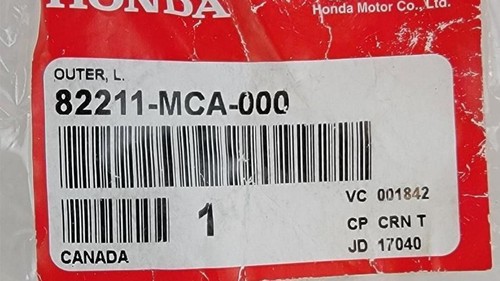 HONDA
Honda Motor Co., Ltd.
OUTER, L.
82211-MCA-000
VC 001842
1
CP CRN T
CANADA
JD 17040